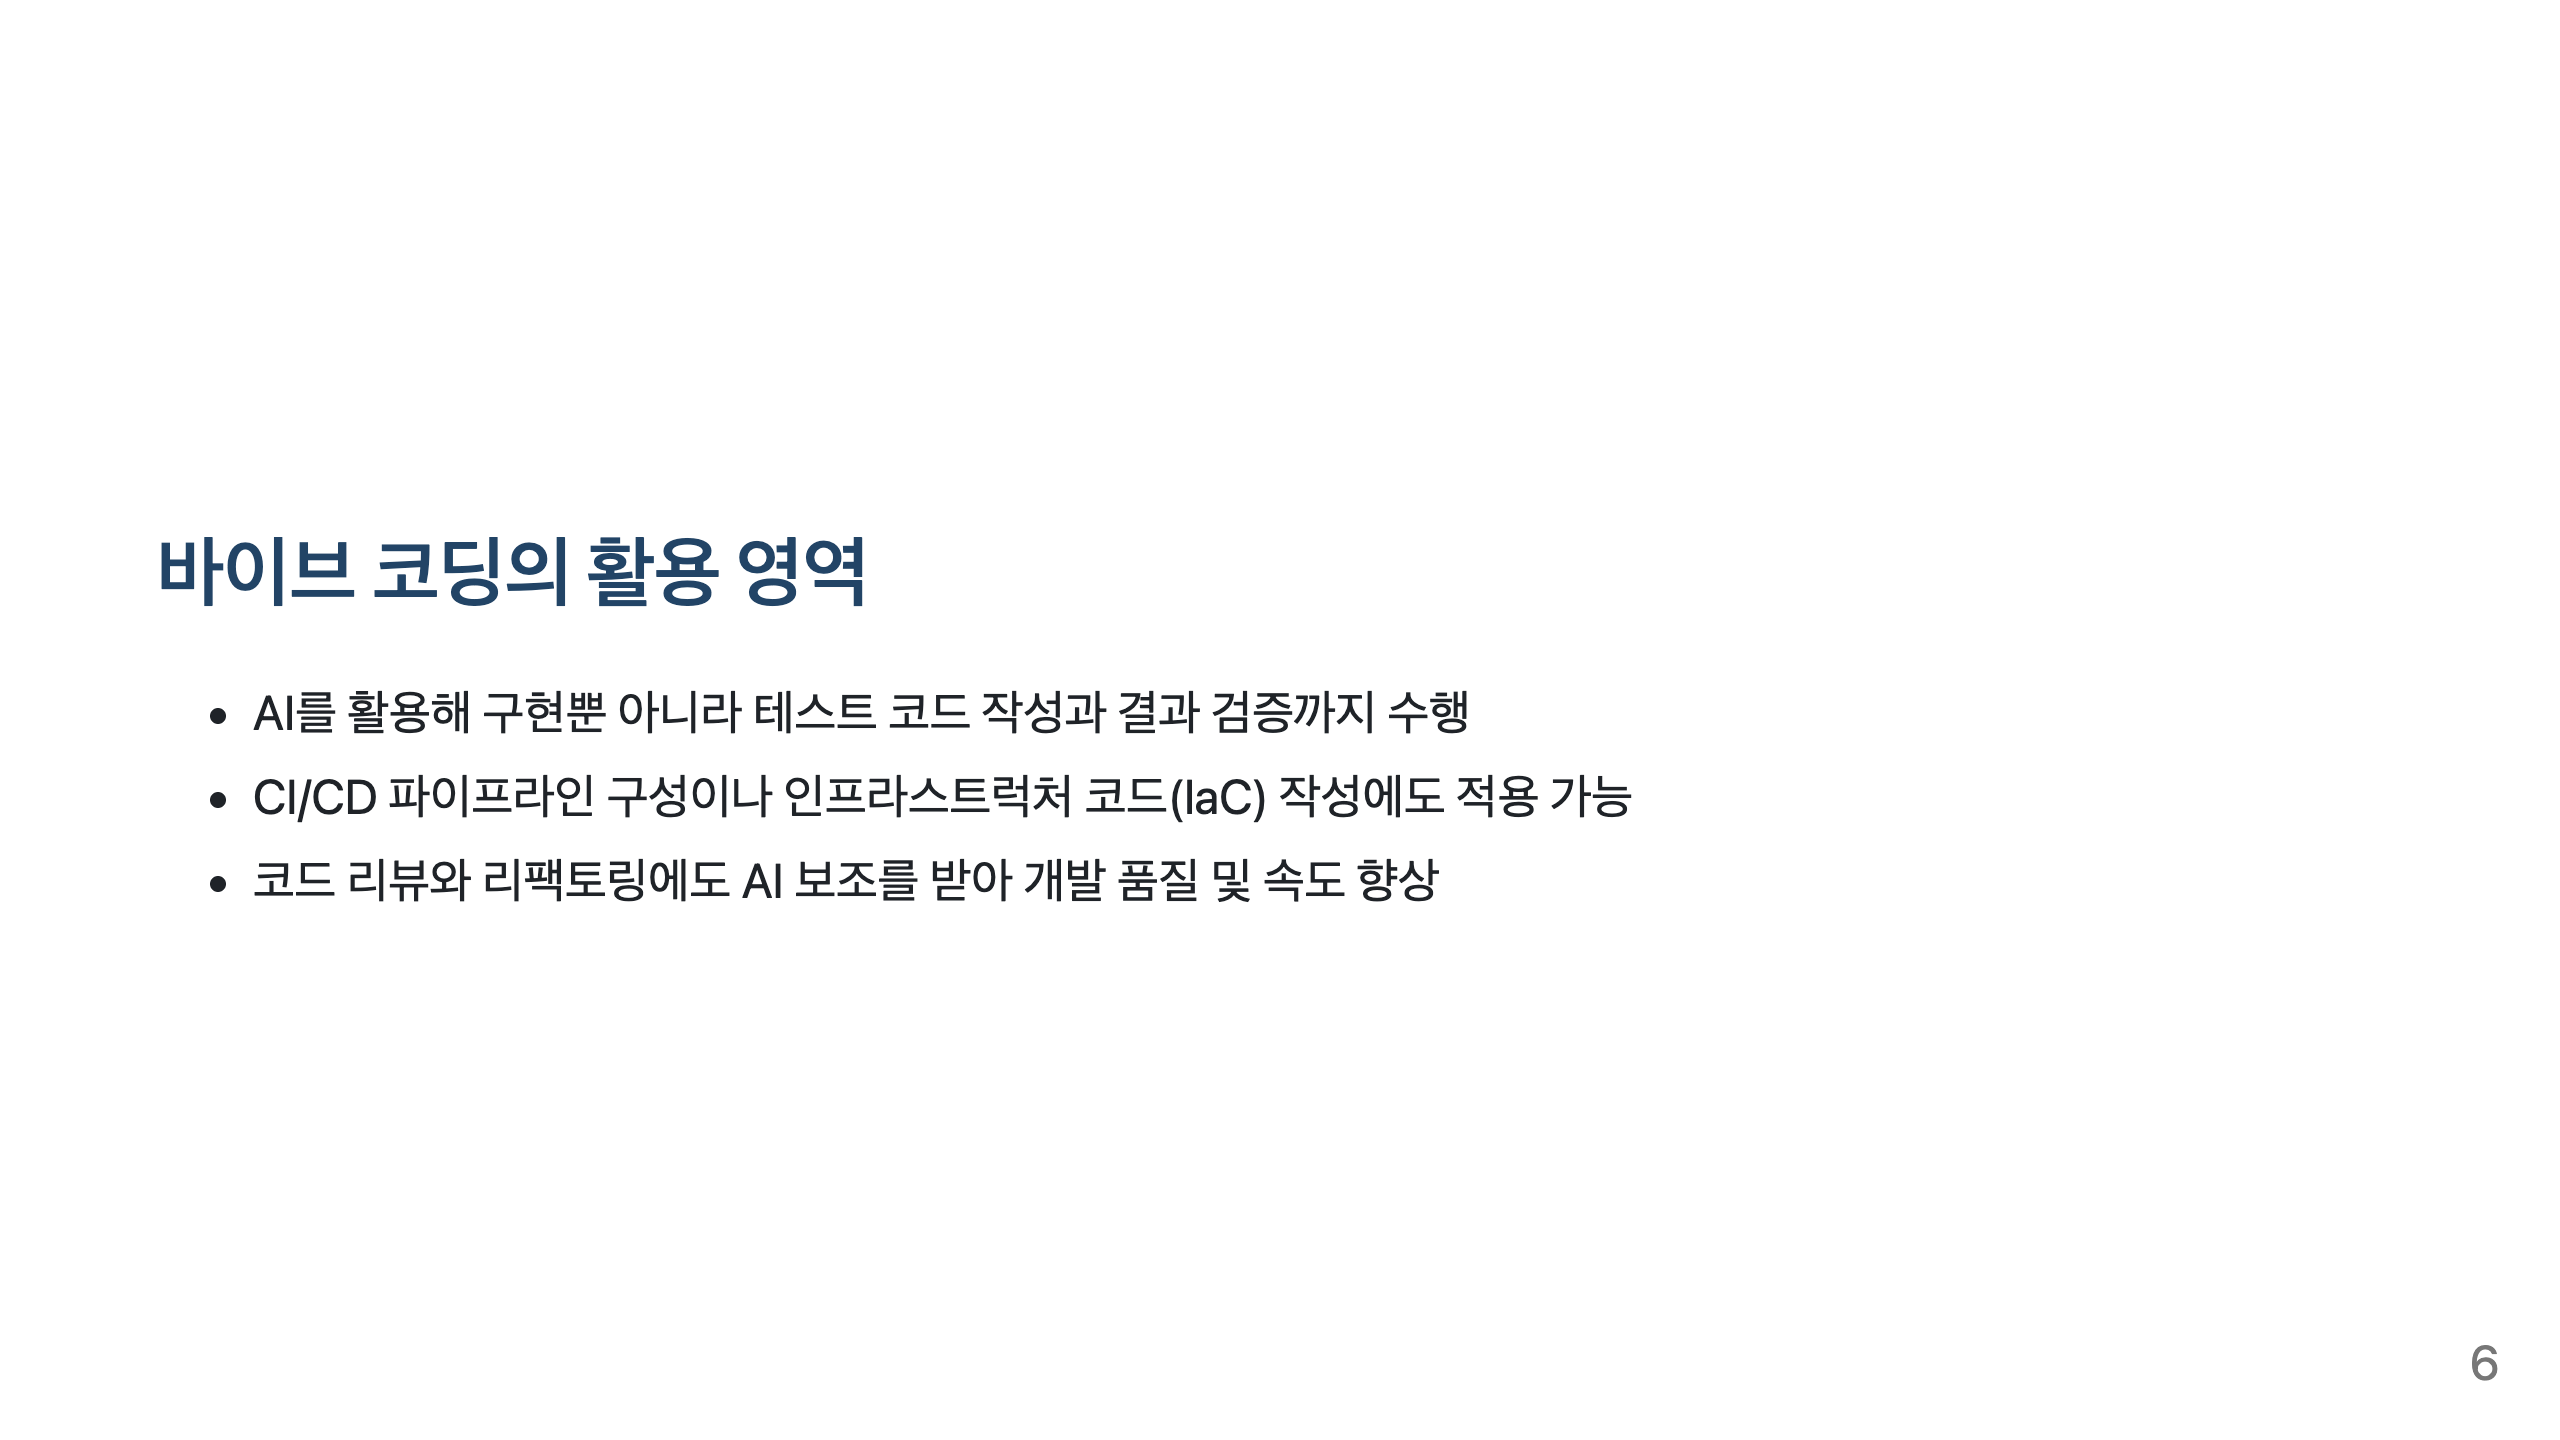 바이브 코딩의 활용 영역
• AI를 활용해 구현뿐 아니라 테스트 코드 작성과 결과 검증까지 수행
• CI/CD 파이프라인 구성이나 인프라스트럭처 코드(IaC) 작성에도 적용 가능
• 코드 리뷰와 리팩토링에도 AI 보조를 받아 개발 품질 및 속도 향상
6